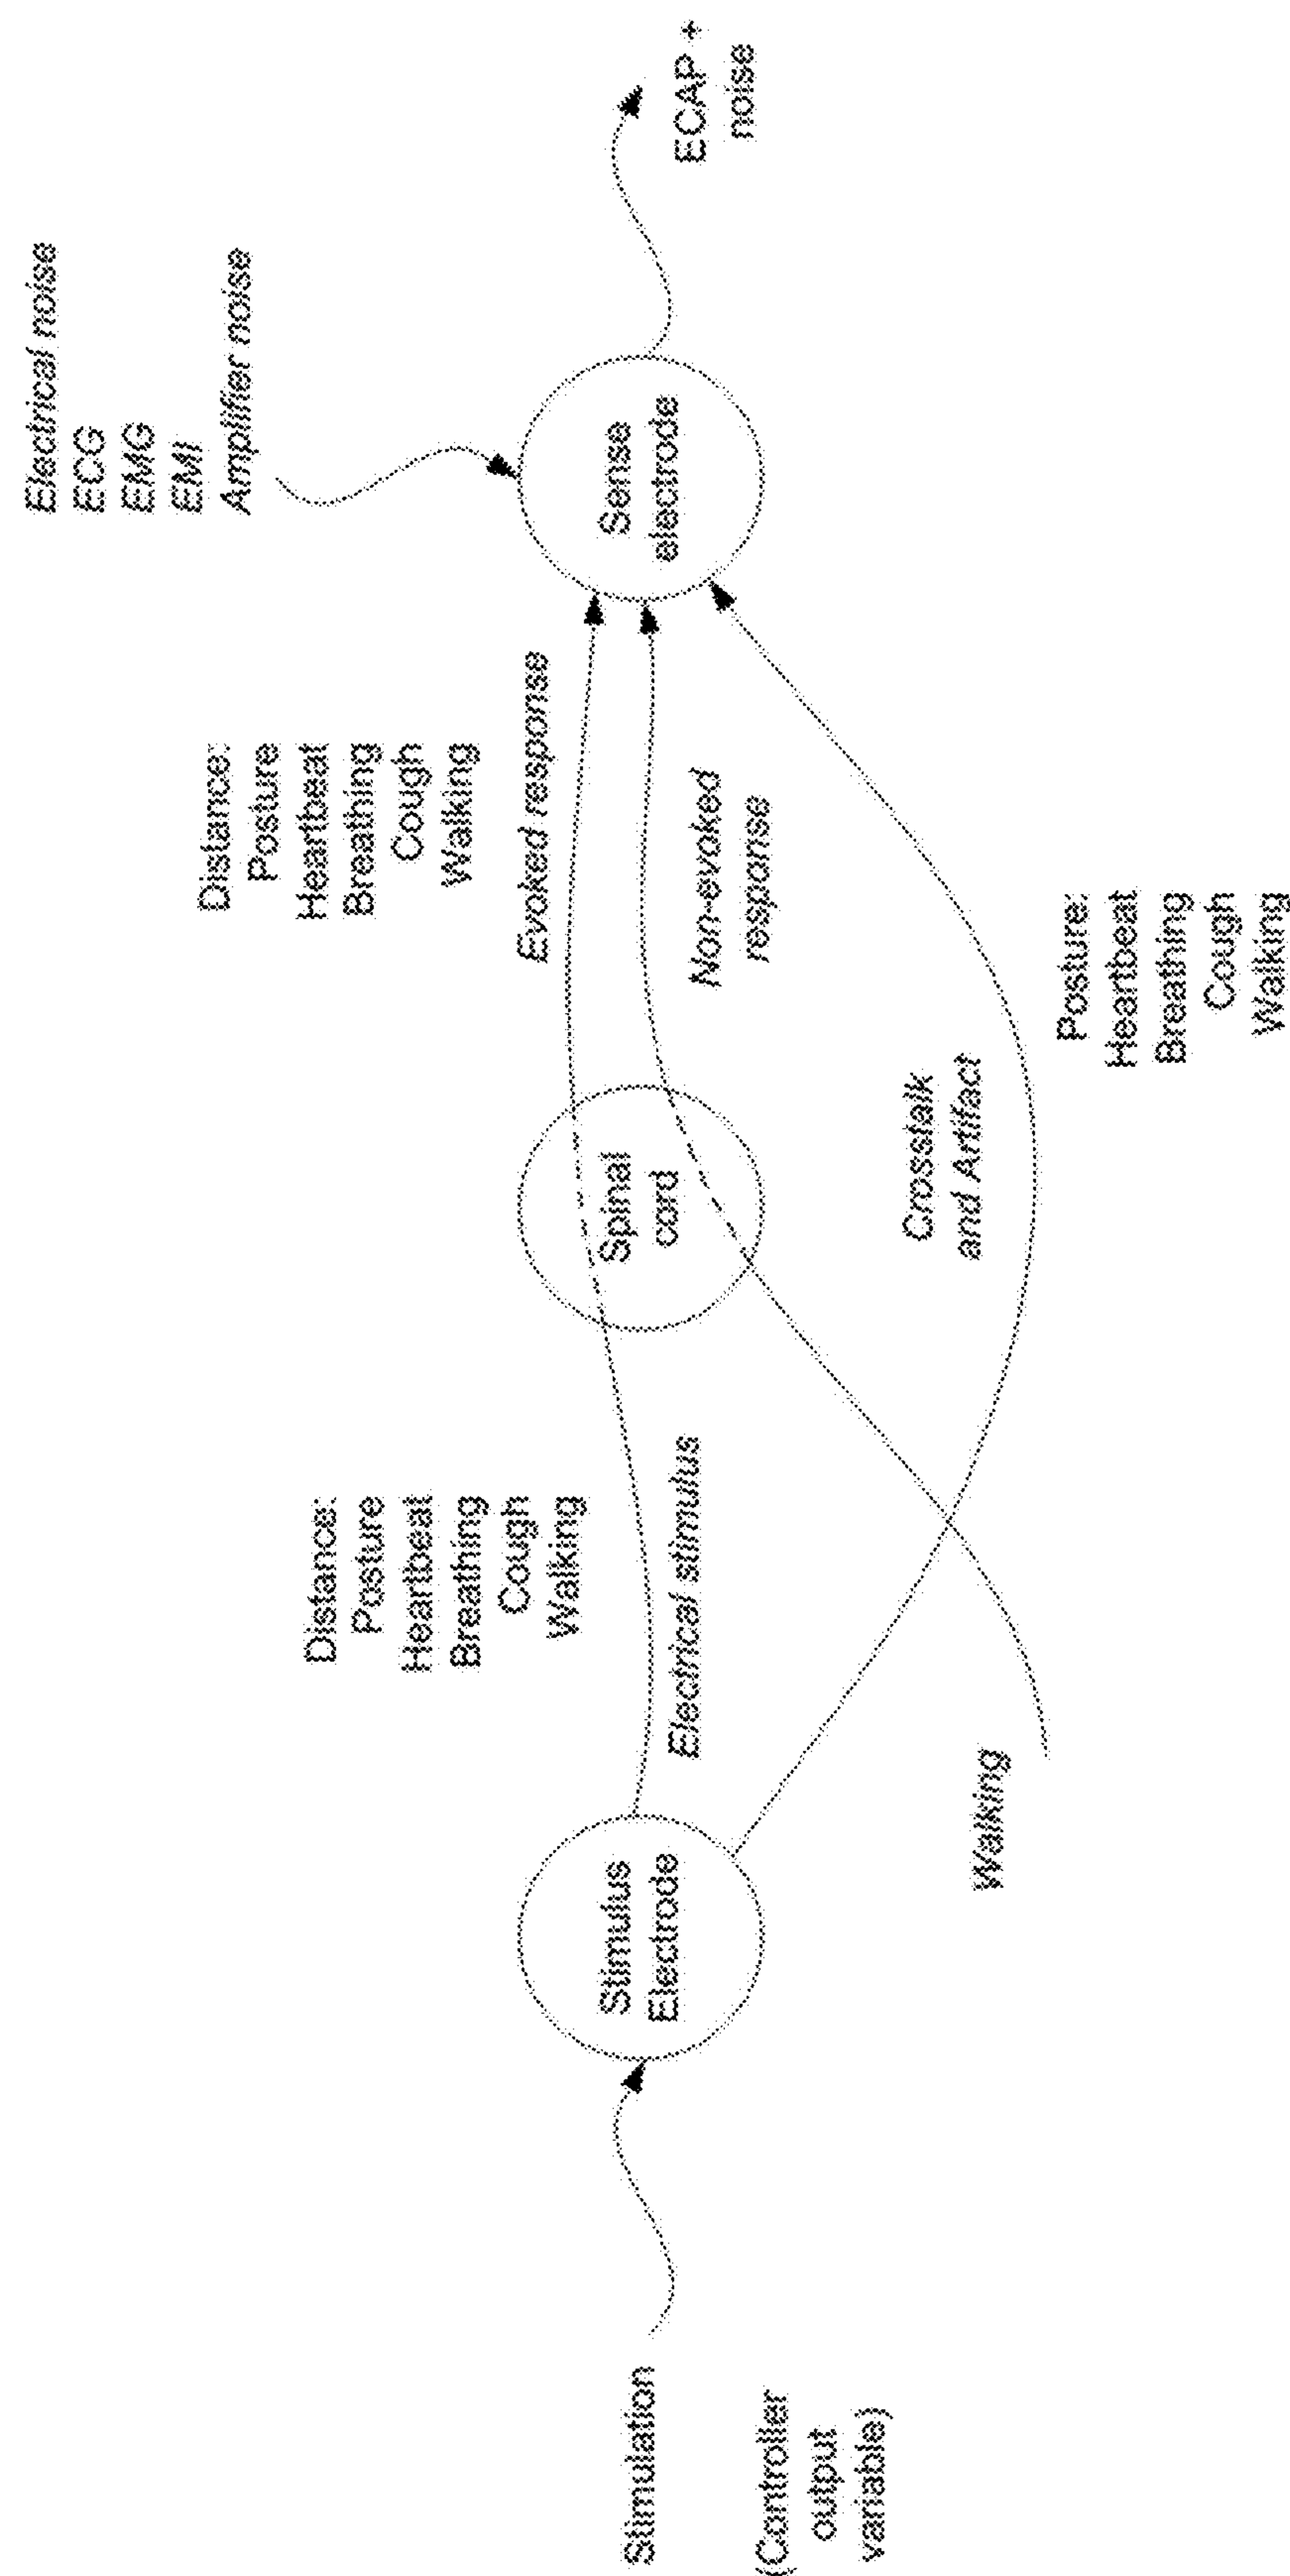 Stimulation
(Controller
output
variable)
Stimulus
Electrode
Distance:
Posture
Heartbeat
Breathing
Cough
Walking
Electrical stimulus
Walking
Spinal
cord
Crosstalk
and Artifact
Distance:
Posture
Heartbeat
Breathing
Cough
Walking
Evoked response
Non-evoked
response
Posture:
Heartbeat
Breathing
Cough
Walking
Electrical noise
ECG
EMG
EMI
Amplifier noise
Sense
electrode
ECAP +
noise